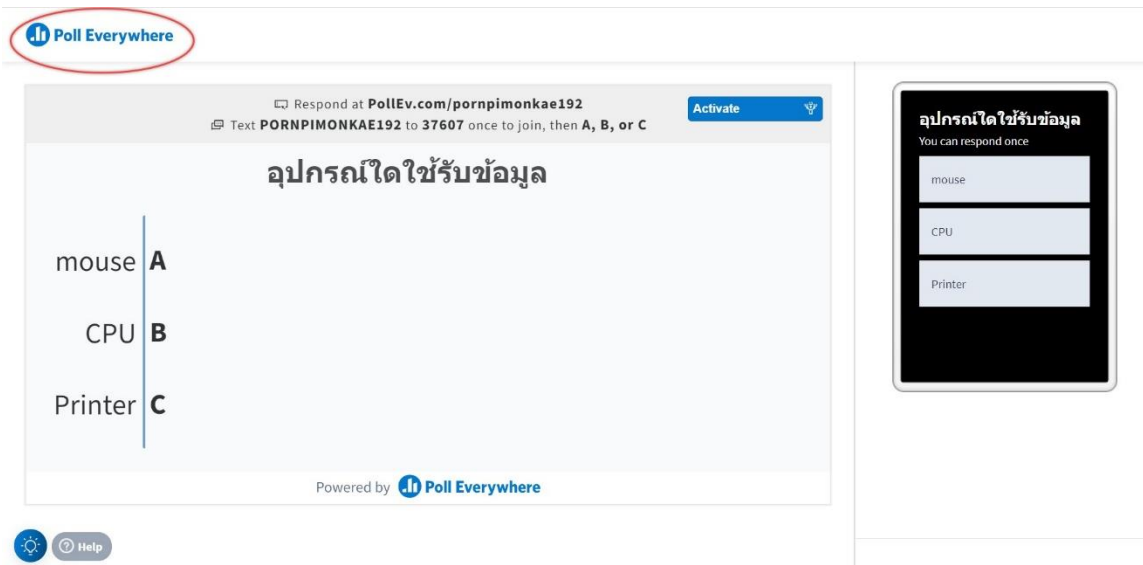 Poll Everywhere
Respond at PollEv.com/pornpimonkae192
Text PORNPIMONKAE192 to 37607 once to join, then A, B, or C
Activate
อุปกรณ์ใดใช้รับข้อมูล
mouse A
CPU B
Printer C
Powered by Poll Everywhere
Help
อุปกรณ์ใดใช้รับข้อมูล
You can respond once
mouse
CPU
Printer